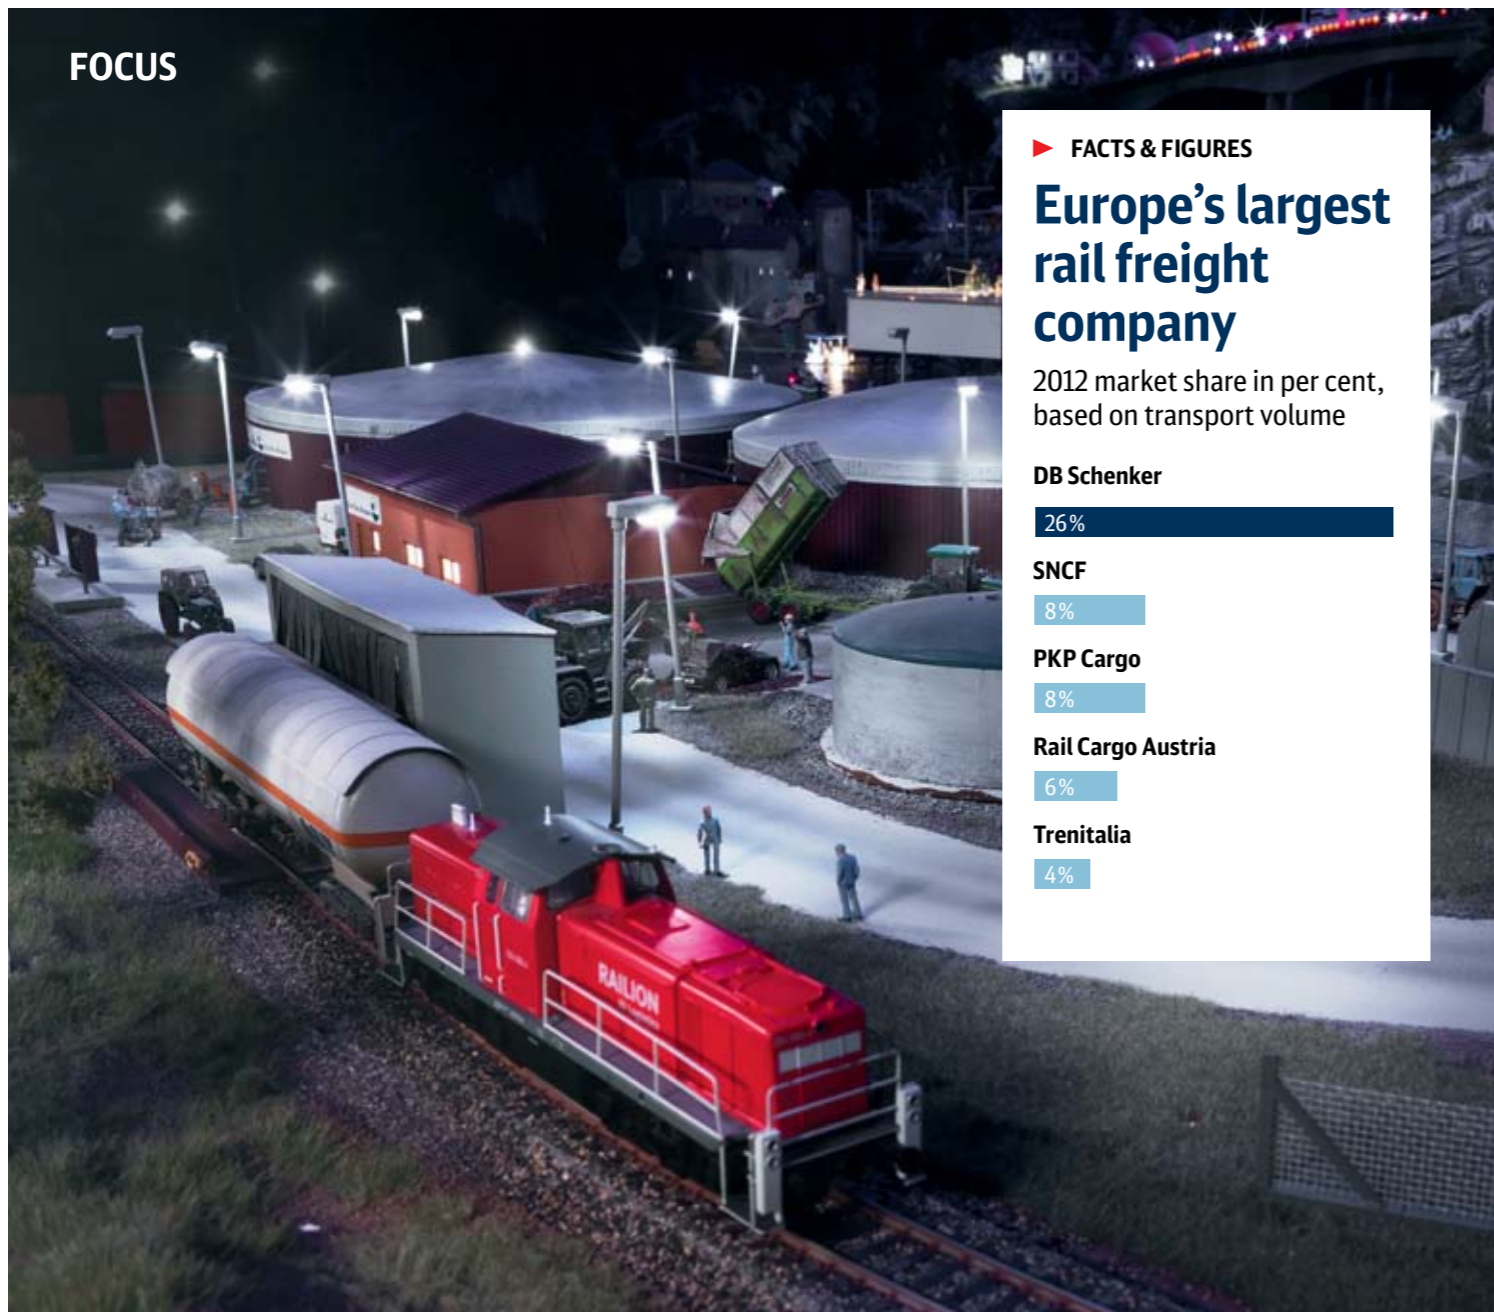 FOCUS
FACTS & FIGURES
Europe's largest
rail freight
company
2012 market share in per cent,
based on transport volume
DB Schenker
26%
SNCF
8%
PKP Cargo
8%
Rail Cargo Austria
6%
Trenitalia
4%
RAILION